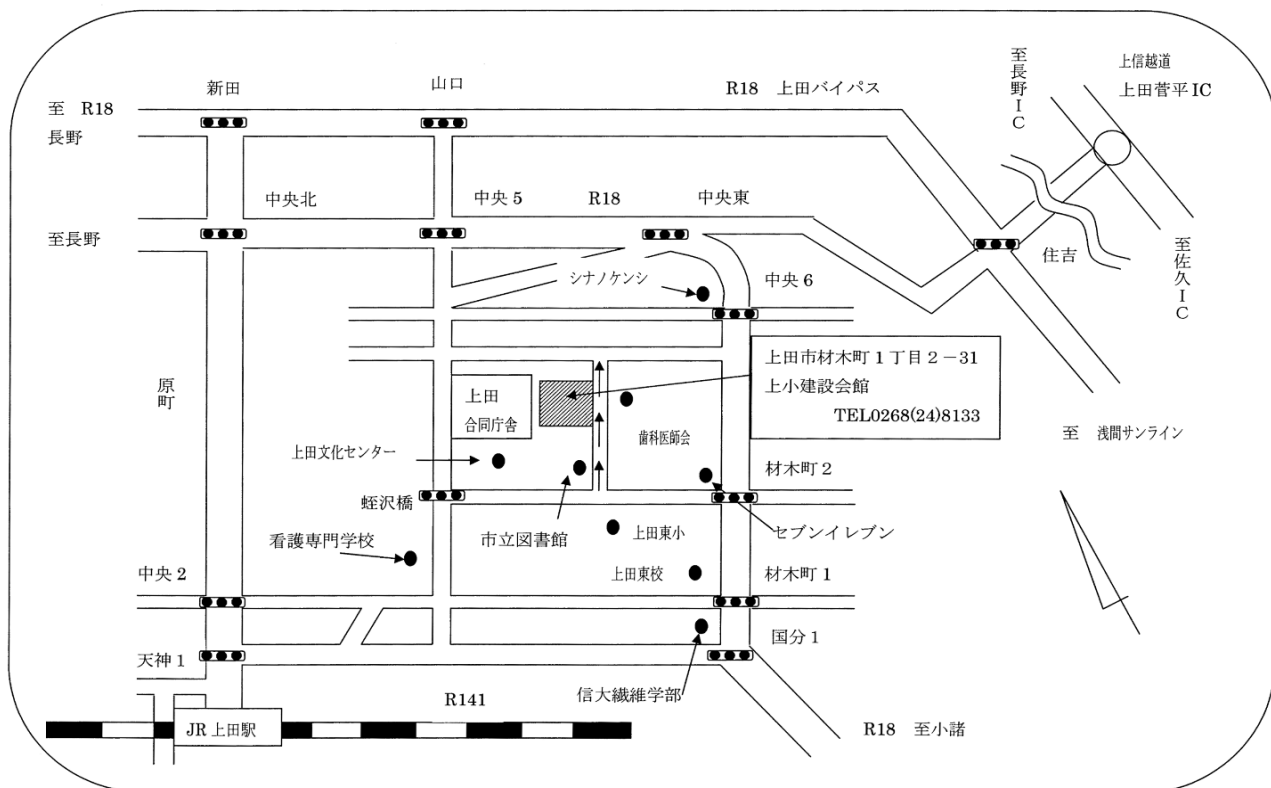 上信越道
上田菅平IC
至長野IC
新田
山口
R18 上田バイパス
至 R18
長野
中央北
中央5
R18
中央東
至長野
住吉
至佐久IC
シナノケンシ
中央6
上田市材木町1丁目2－31
上小建設会館
TEL0268(24)8133
原町
上田
合同庁舎
歯科医師会
至 浅間サンライン
上田文化センター
材木町2
蛭沢橋
市立図書館
上田東小
セブンイレブン
看護専門学校
中央2
上田東校
材木町1
天神1
国分1
信大繊維学部
R141
JR上田駅
R18 至小諸